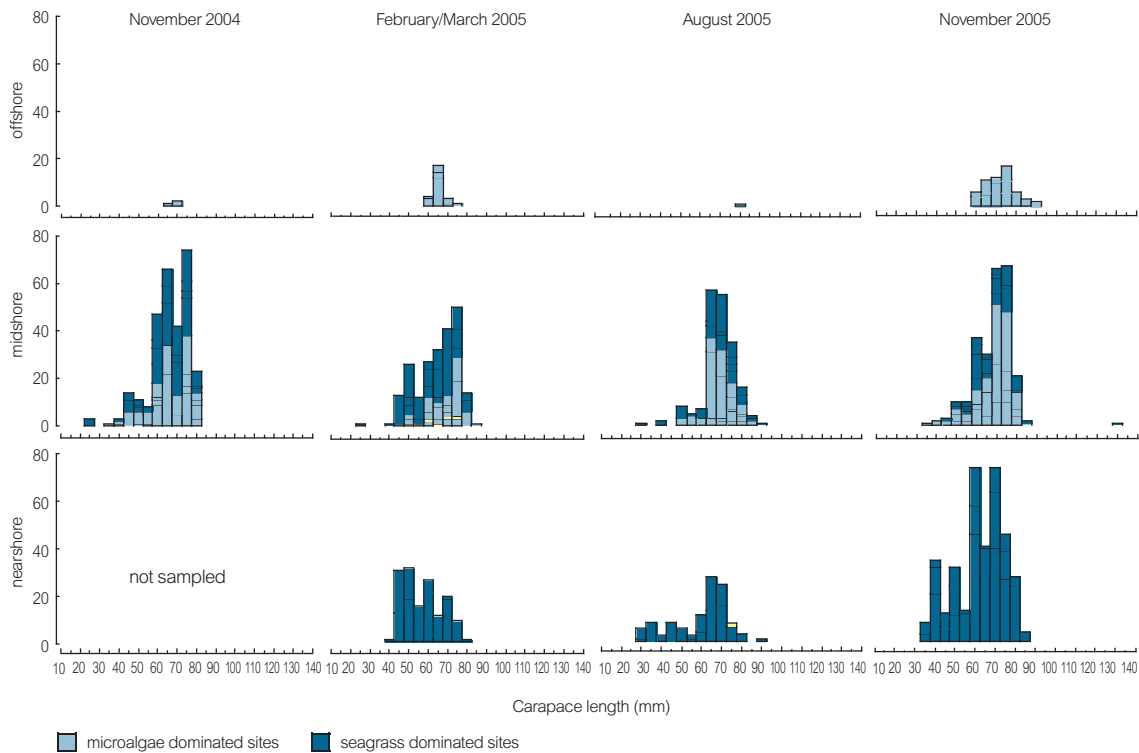 November 2004 February/March 2005 August 2005 November 2005
80
60
40
20
0
offshore
80
60
40
20
0
midshore
80
60
40
20
0
nearshore
not sampled
10 20 30 40 50 60 70 80 90 100 110 120 130 140 10 20 30 40 50 60 70 80 90 100 110 120 130 140 10 20 30 40 50 60 70 80 90 100 110 120 130 140 10 20 30 40 50 60 70 80 90 100 110 120 130 140
Carapace length (mm)
microalgae dominated sites seagrass dominated sites